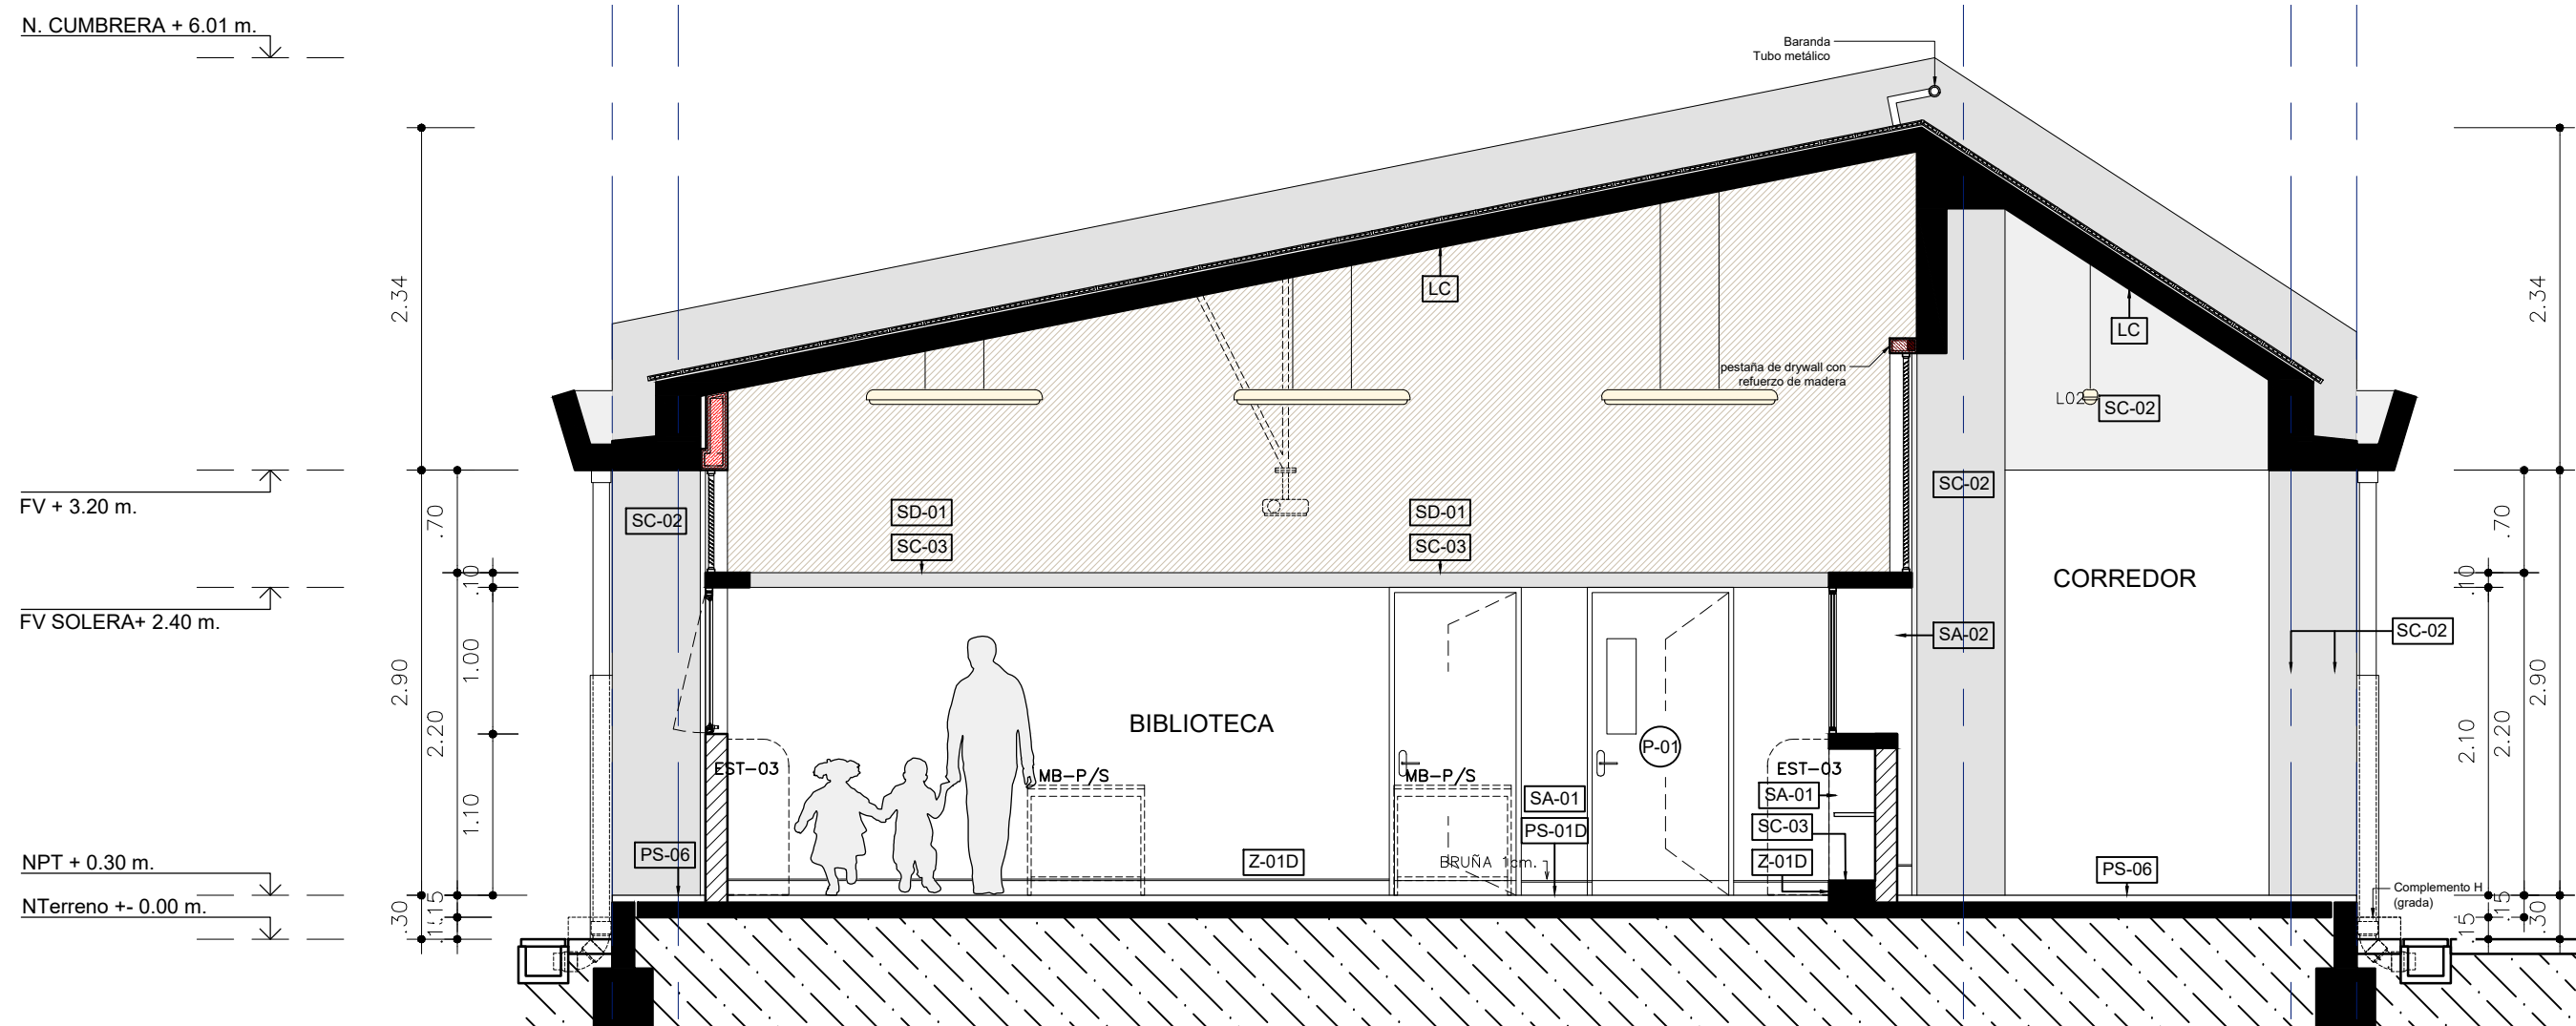 N. CUMBRERA + 6.01 m.
Baranda
Tubo metálico
2.34
2.34
LC
LC
pestaña de drywall con
refuerzo de madera
L02
SC-02
FV + 3.20 m.
.70
SC-02
SD-01
SC-03
SD-01
SC-03
SC-02
.70
.10
CORREDOR
.10
FV SOLERA+ 2.40 m.
SA-02
SC-02
2.90
1.00
2.20
BIBLIOTECA
P-01
2.10
2.20
2.90
EST-03
MB-P/S
MB-P/S
EST-03
SA-01
SA-01
1.10
PS-01D
SC-03
NPT + 0.30 m.
PS-06
Z-01D
BRUÑA 1cm.
Z-01D
PS-06
Complemento H
(grada)
NTerreno +- 0.00 m.
.30
.15
.15
.15
.15
.30